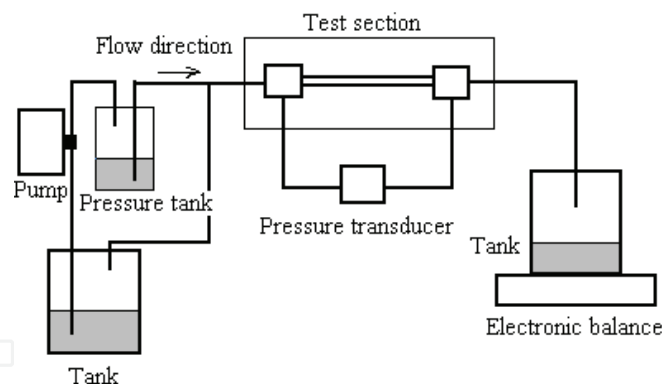 Test section
Flow direction
Pump
Pressure tank
Pressure transducer
Tank
Electronic balance
Tank